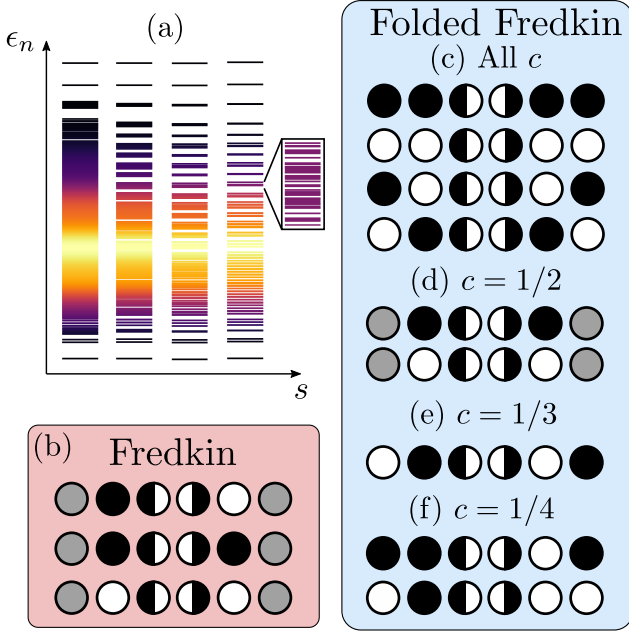 (a)
ϵn
s
(b)
Fredkin
Folded Fredkin
(c) All c
(d) c = 1/2
(e) c = 1/3
(f) c = 1/4